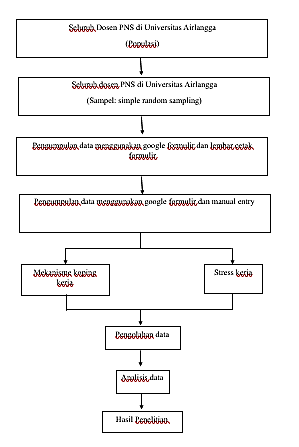 Seluruh Dosen PNS di Universitas Airlangga
(Populasi)
Seluruh dosen PNS di Universitas Airlangga
(Sampel: simple random sampling)
Pengumpulan data menggunakan google formulir dan lembar cetak
formulir
Pengumpulan data menggunakan google formulir dan manual entry
Mekanisme koping
kerja
Stress kerja
Pengolahan data
Analisis data
Hasil Penelitian